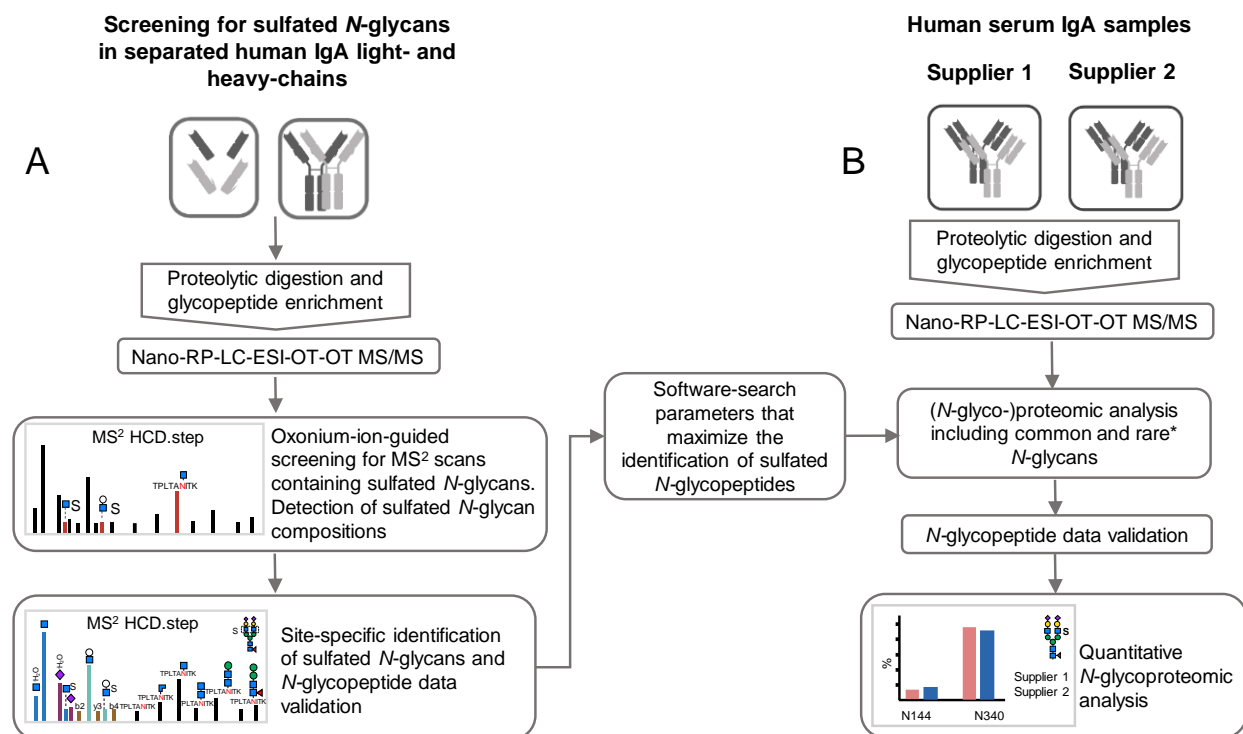 Screening for sulfated N-glycans
in separated human IgA light- and
heavy-chains
A
Proteolytic digestion and
glycopeptide enrichment
Nano-RP-LC-ESI-OT-OT MS/MS
MS² HCD.step
S
S
TPLTANITK
Oxonium-ion-guided
screening for MS² scans
containing sulfated N-glycans.
Detection of sulfated N-glycan
compositions
MS² HCD.step
H₂O
H₂O
S
S
S
b2
y3
b4
TPLTANITK
TPLTANITK
TPLTANITK
TPLTANITK
TPLTANITK
TPLTANITK
Site-specific identification
of sulfated N-glycans and
N-glycopeptide data
validation
Software-search
parameters that
maximize the
identification of sulfated
N-glycopeptides
Human serum IgA samples
Supplier 1
Supplier 2
B
Proteolytic digestion and
glycopeptide enrichment
Nano-RP-LC-ESI-OT-OT MS/MS
(N-glyco-)proteomic analysis
including common and rare*
N-glycans
N-glycopeptide data validation
%
N144
N340
S
Supplier 1
Supplier 2
Quantitative
N-glycoproteomic
analysis